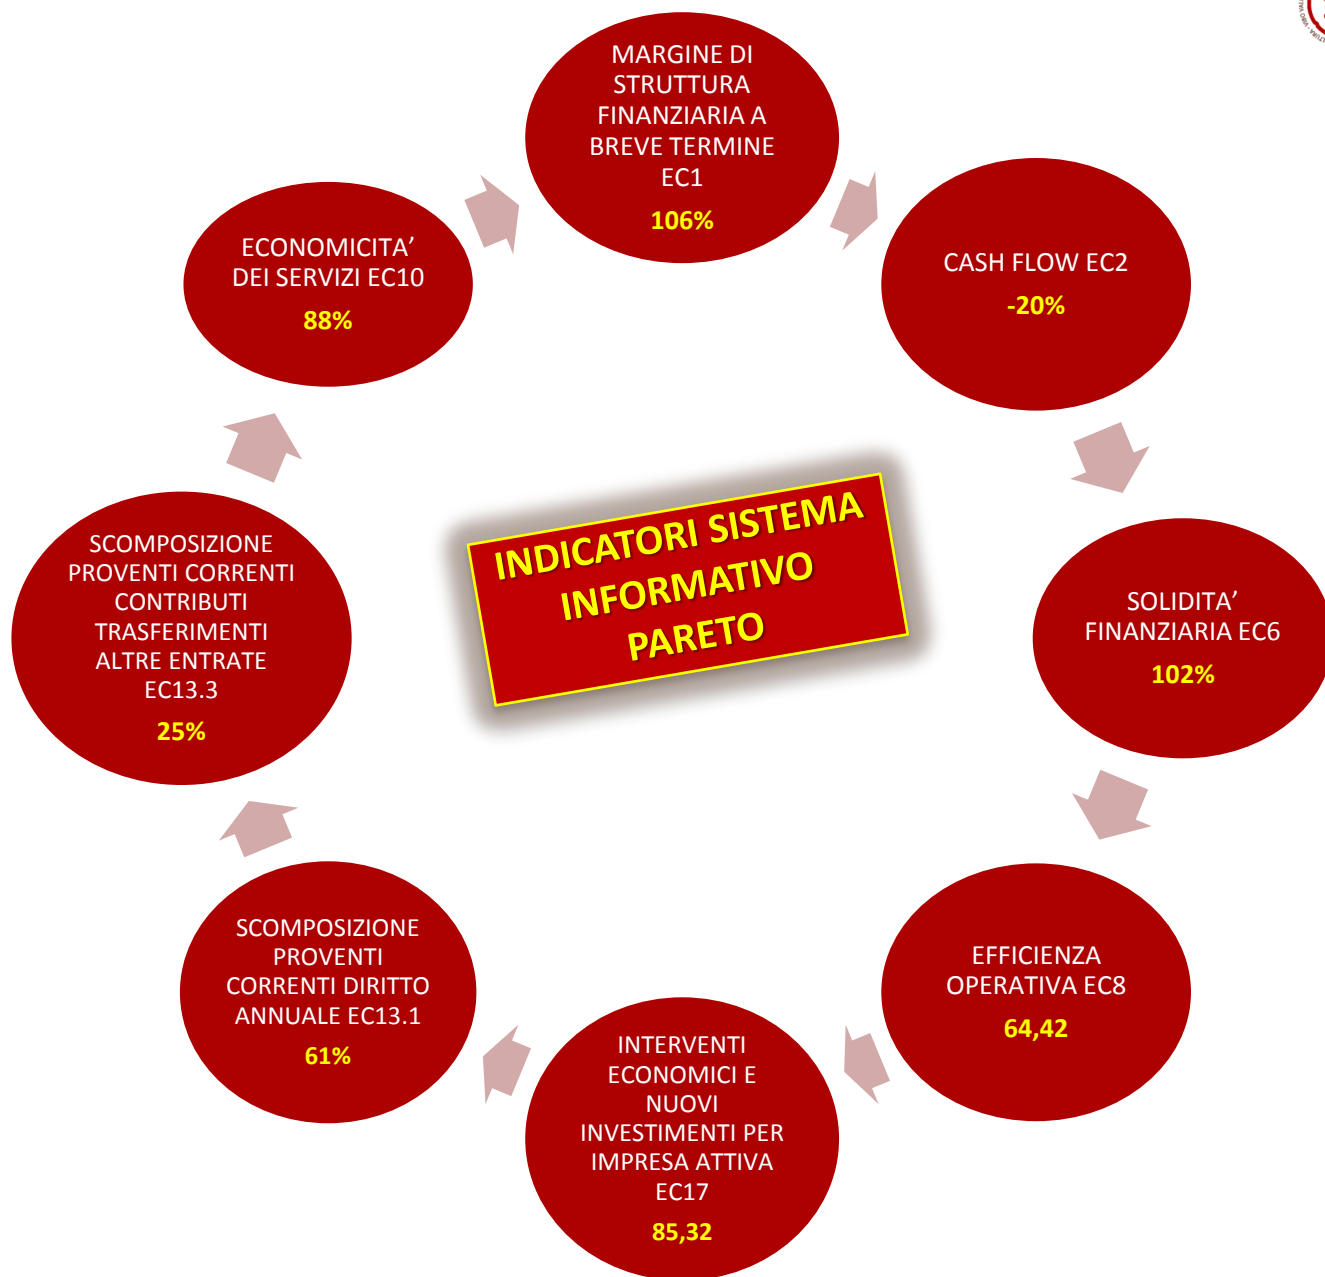 MARGINE DI
STRUTTURA
FINANZIARIA A
BREVE TERMINE
EC1
106%
CASH FLOW EC2
-20%
SOLIDITA’
FINANZIARIA EC6
102%
EFFICIENZA
OPERATIVA EC8
64,42
INTERVENTI
ECONOMICI E
NUOVI
INVESTIMENTI PER
IMPRESA ATTIVA
EC17
85,32
SCOMPOSIZIONE
PROVENTI
CORRENTI DIRITTO
ANNUALE EC13.1
61%
SCOMPOSIZIONE
PROVENTI CORRENTI
CONTRIBUTI
TRASFERIMENTI
ALTRE ENTRATE
EC13.3
25%
ECONOMICITA’
DEI SERVIZI EC10
88%
INDICATORI SISTEMA
INFORMATIVO
PARETO